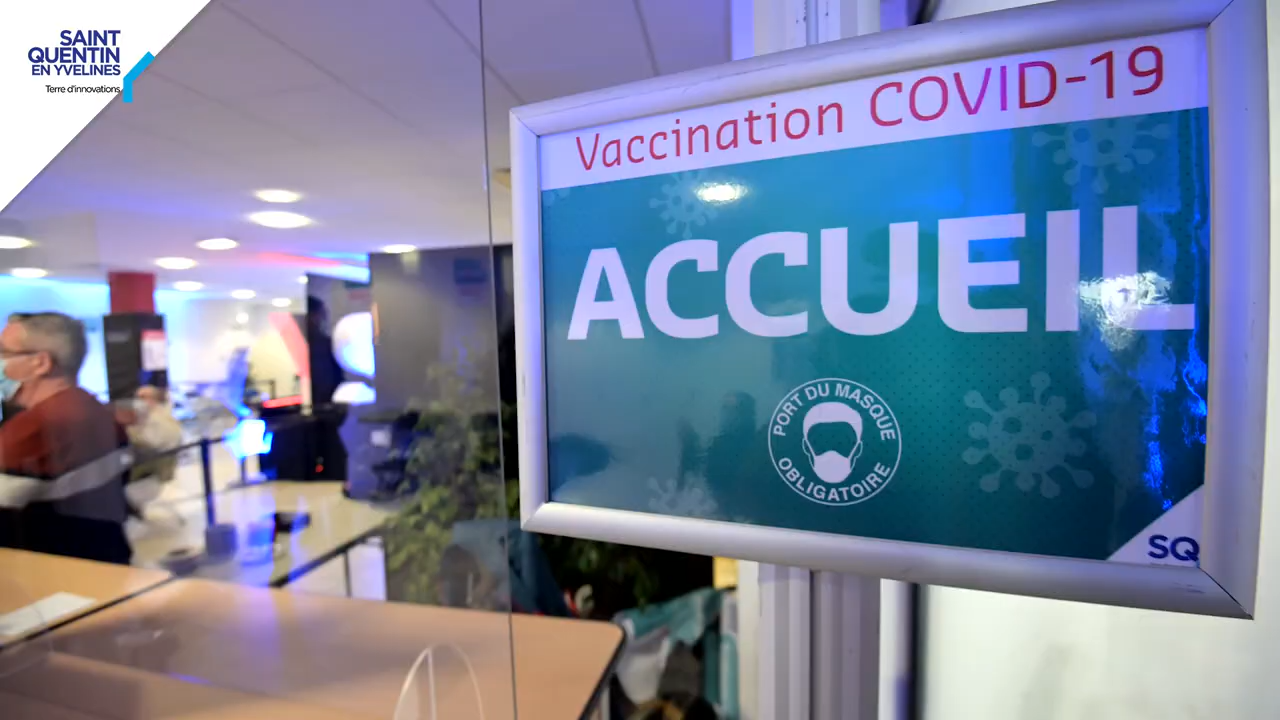 SAINT
QUENTIN
EN YVELINES
Terre d'innovations
Vaccination COVID-19
ACCUEIL
PORT DU MASQUE
OBLIGATOIRE
SQ